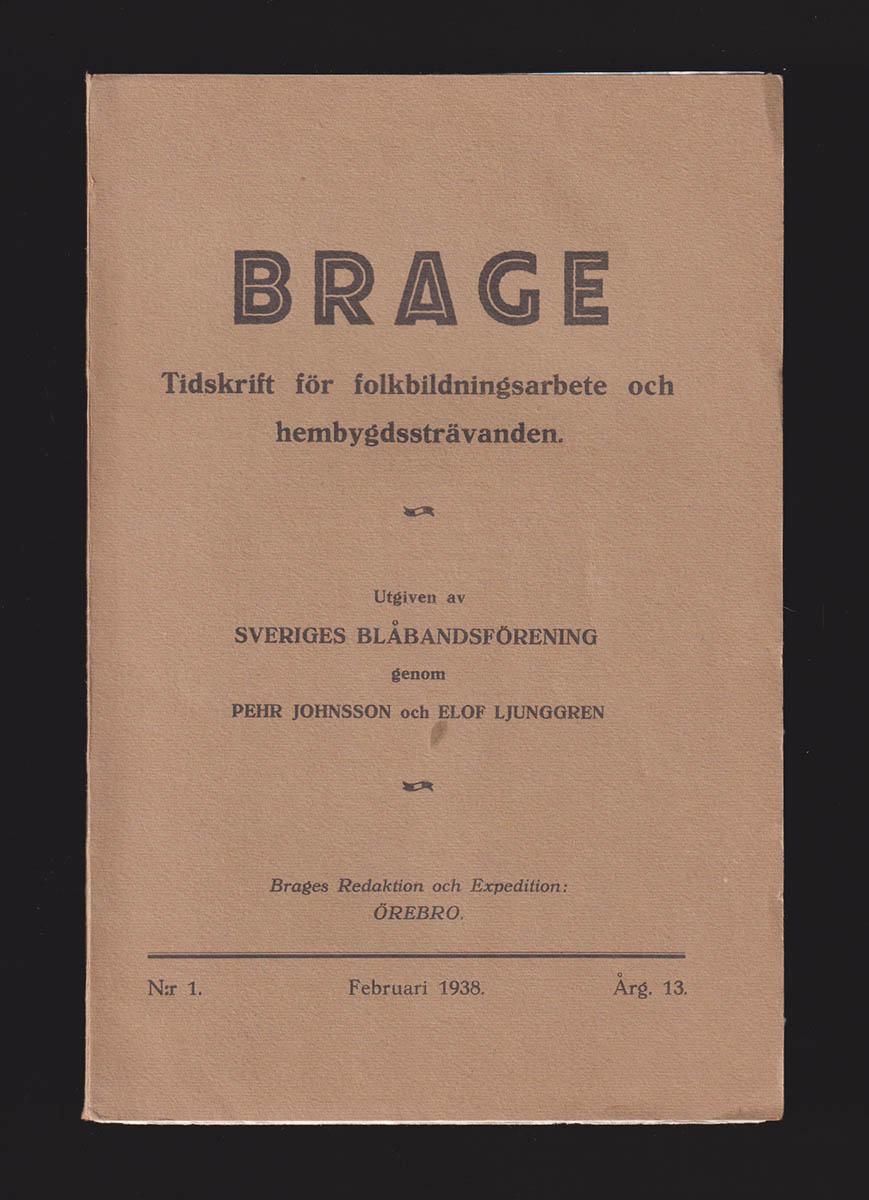 BRAGE
Tidskrift för folkbildningsarbete och
hembygdssträvanden.
Utgiven av
SVERIGES BLÅBANDSFÖRENING
genom
PEHR JOHNSSON och ELOF LJUNGGREN
Brages Redaktion och Expedition:
ÖREBRO.
N:r 1. Februari 1938. Årg. 13.